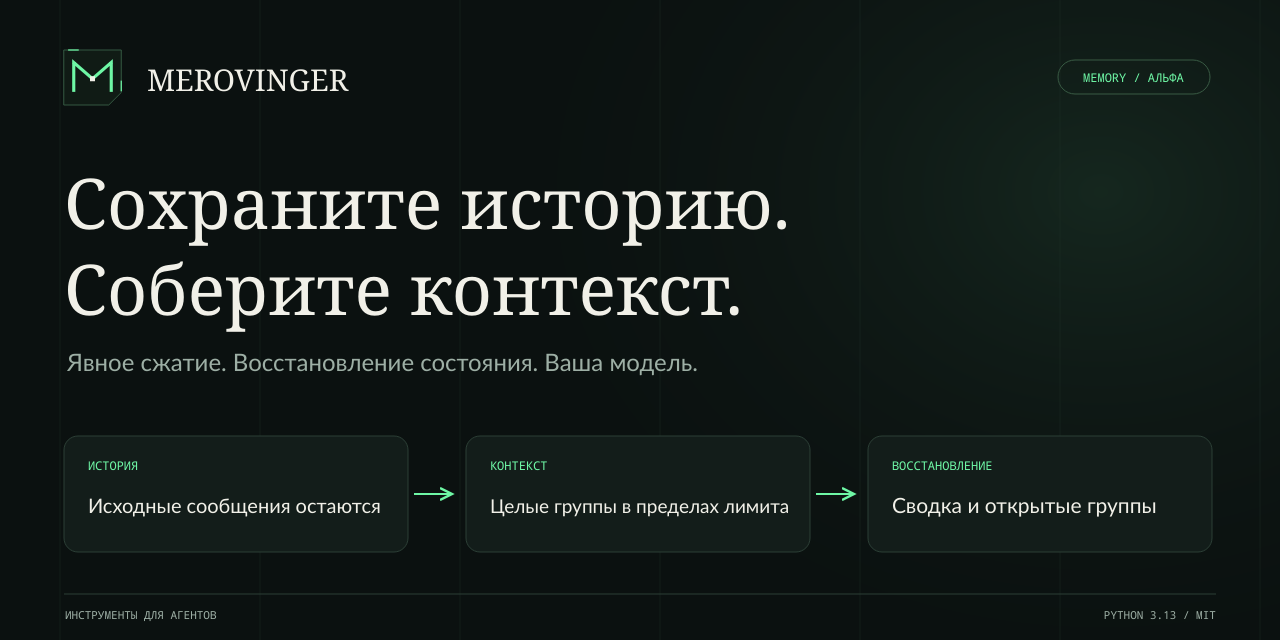 MEROVINGER
MEMORY / АЛЬФА
Сохраните историю.
Соберите контекст.
Явное сжатие. Восстановление состояния. Ваша модель.
ИСТОРИЯ
Исходные сообщения остаются
КОНТЕКСТ
Целые группы в пределах лимита
ВОССТАНОВЛЕНИЕ
Сводка и открытые группы
ИНСТРУМЕНТЫ ДЛЯ АГЕНТОВ
PYTHON 3.13 / MIT